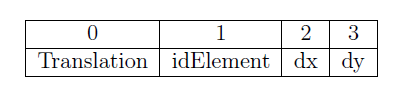 0 1 2 3
Translation idElement dx dy